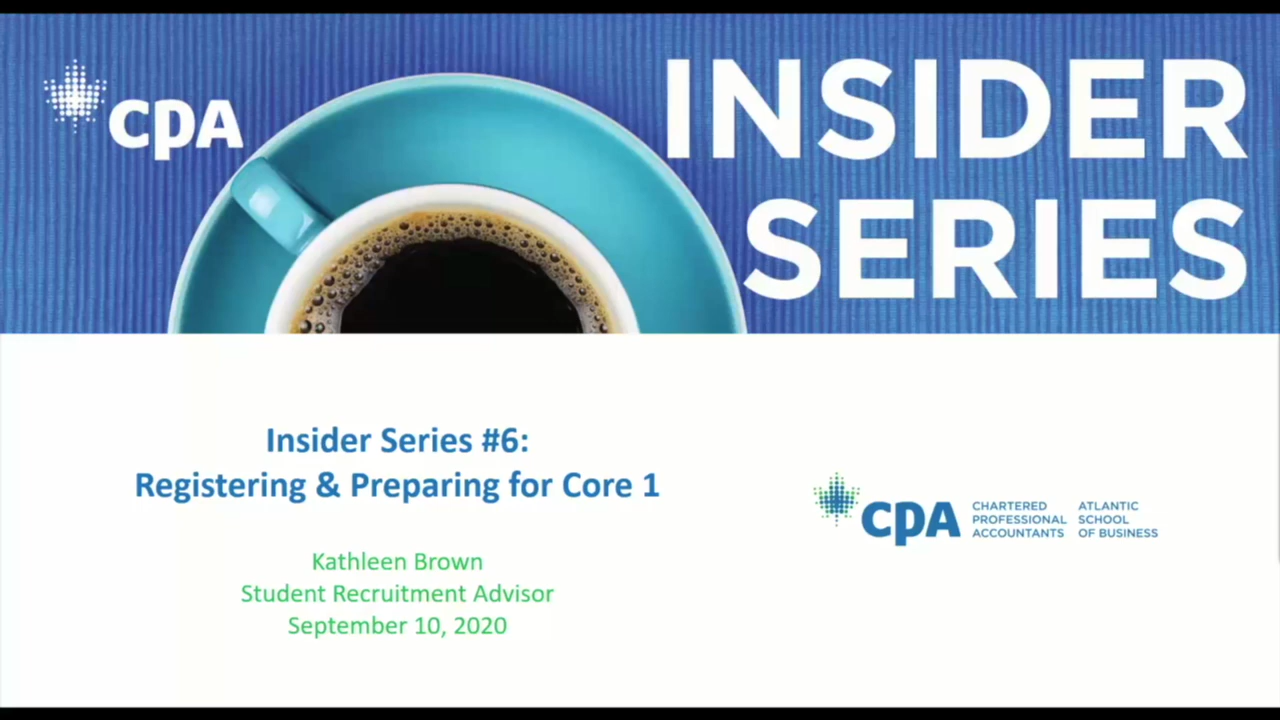 CPA
INSIDER
SERIES
Insider Series #6:
Registering & Preparing for Core 1
Kathleen Brown
Student Recruitment Advisor
September 10, 2020
CPA
CHARTERED
PROFESSIONAL
ACCOUNTANTS
ATLANTIC
SCHOOL
OF BUSINESS